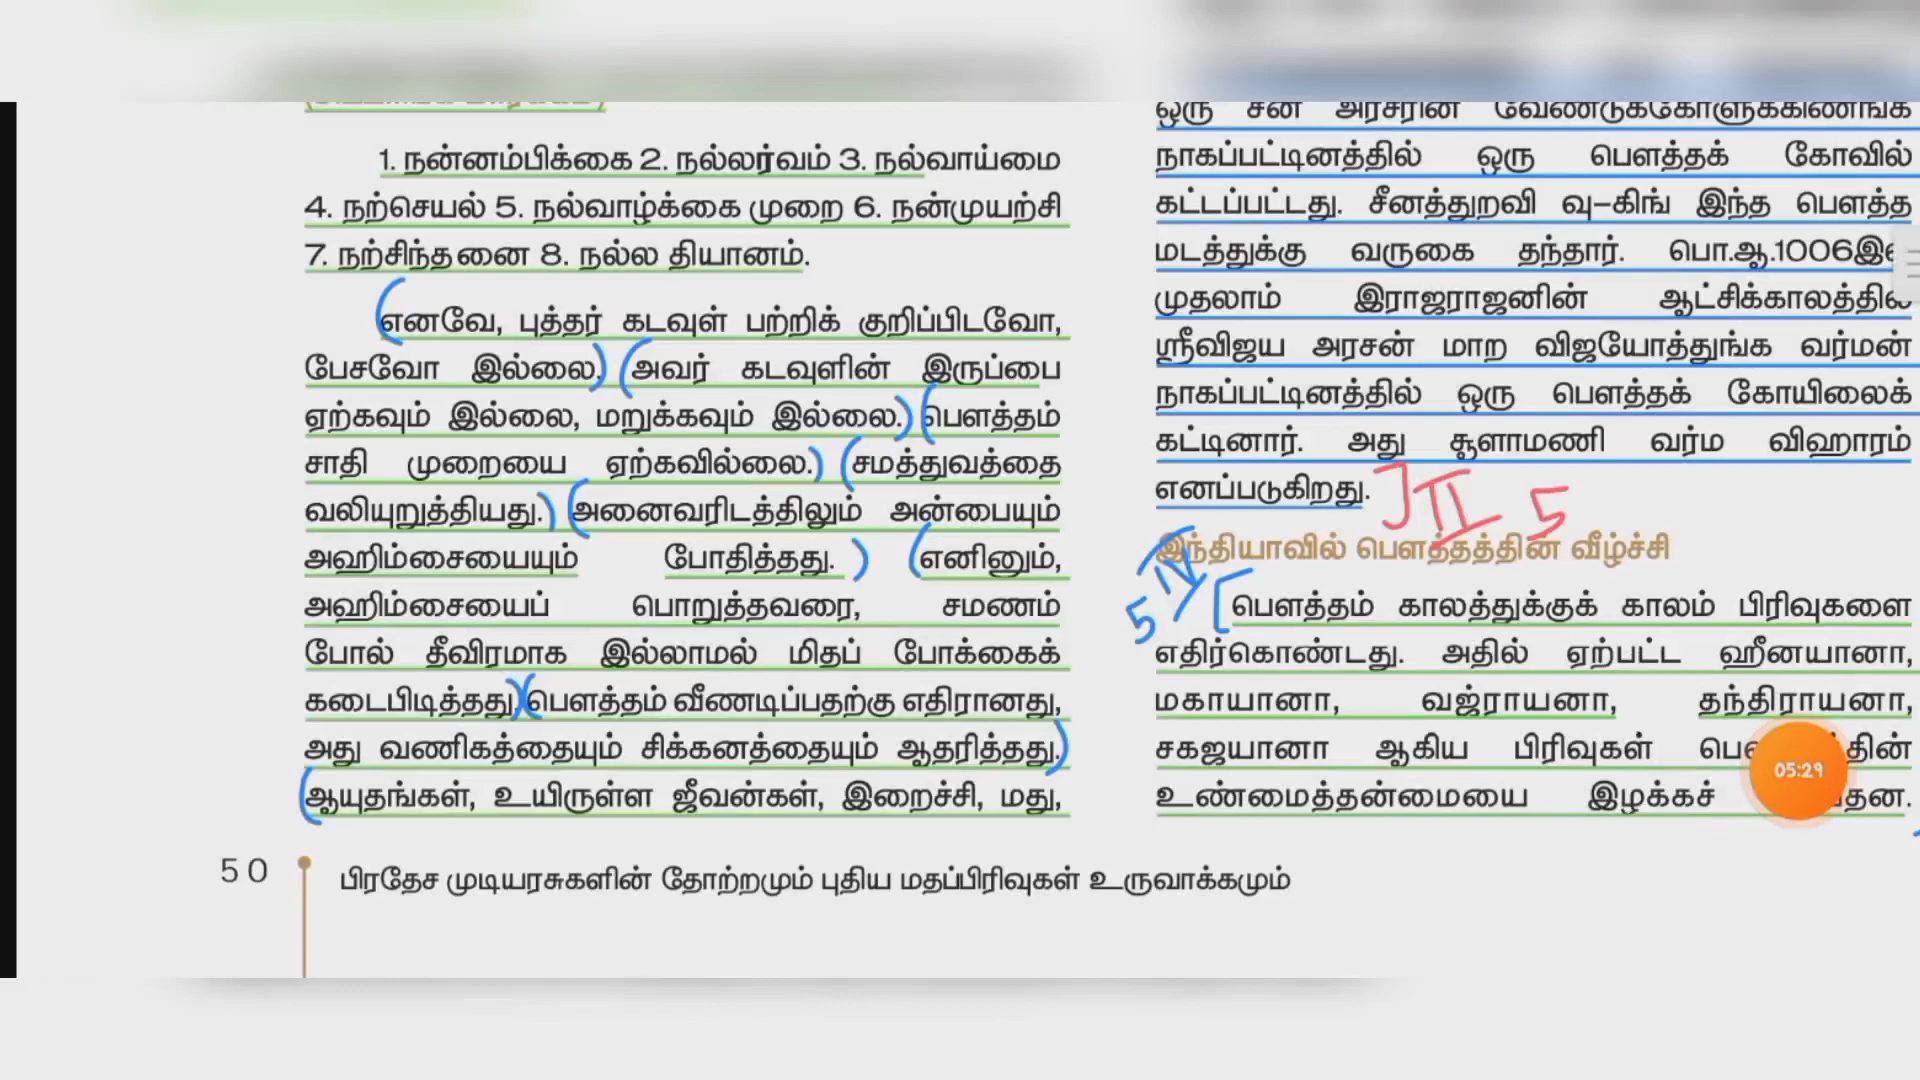 1. நன்னம்பிக்கை 2. நல்லார்வம் 3. நல்வாய்மை
4. நற்செயல் 5. நல்வாழ்க்கை முறை 6. நன்முயற்சி
7. நற்சிந்தனை 8. நல்ல தியானம்.
எனவே, புத்தர் கடவுள் பற்றிக் குறிப்பிடவோ,
பேசவோ இல்லை. அவர் கடவுளின் இருப்பை
ஏற்கவும் இல்லை, மறுக்கவும் இல்லை. பௌத்தம்
சாதி முறையை ஏற்கவில்லை. சமத்துவத்தை
வலியுறுத்தியது. அனைவரிடத்திலும் அன்பையும்
அஹிம்சையையும் போதித்தது. எனினும்,
அஹிம்சையைப் பொறுத்தவரை, சமணம்
போல் தீவிரமாக இல்லாமல் மிதப் போக்கைக்
கடைபிடித்தது. பௌத்தம் வீணடிப்பதற்கு எதிரானது,
அது வணிகத்தையும் சிக்கனத்தையும் ஆதரித்தது.
ஆயுதங்கள், உயிருள்ள ஜீவன்கள், இறைச்சி, மது,
ஒரு சீன அரசரின் வேண்டுக்கோளுக்கிணங்க
நாகப்பட்டினத்தில் ஒரு பௌத்தக் கோவில்
கட்டப்பட்டது. சீனத்துறவி வு-கிங் இந்த பௌத்த
மடத்துக்கு வருகை தந்தார். பொ.ஆ.1006இல்
முதலாம் இராஜராஜனின் ஆட்சிக்காலத்தில்
ஸ்ரீவிஜய அரசன் மாற விஜயோத்துங்க வர்மன்
நாகப்பட்டினத்தில் ஒரு பௌத்தக் கோயிலைக்
கட்டினார். அது சூளாமணி வர்ம விஹாரம்
எனப்படுகிறது.
II 5
இந்தியாவில் பௌத்தத்தின் வீழ்ச்சி
5 IV
பௌத்தம் காலத்துக்குக் காலம் பிரிவுகளை
எதிர்கொண்டது. அதில் ஏற்பட்ட ஹீனயானா,
மகாயானா, வஜ்ராயனா, தந்திராயனா,
சகஜயானா ஆகிய பிரிவுகள்
உண்மைத்தன்மையை இழக்கச்
05:29
50
பிரதேச முடியரசுகளின் தோற்றமும் புதிய மதப்பிரிவுகள் உருவாக்கமும்